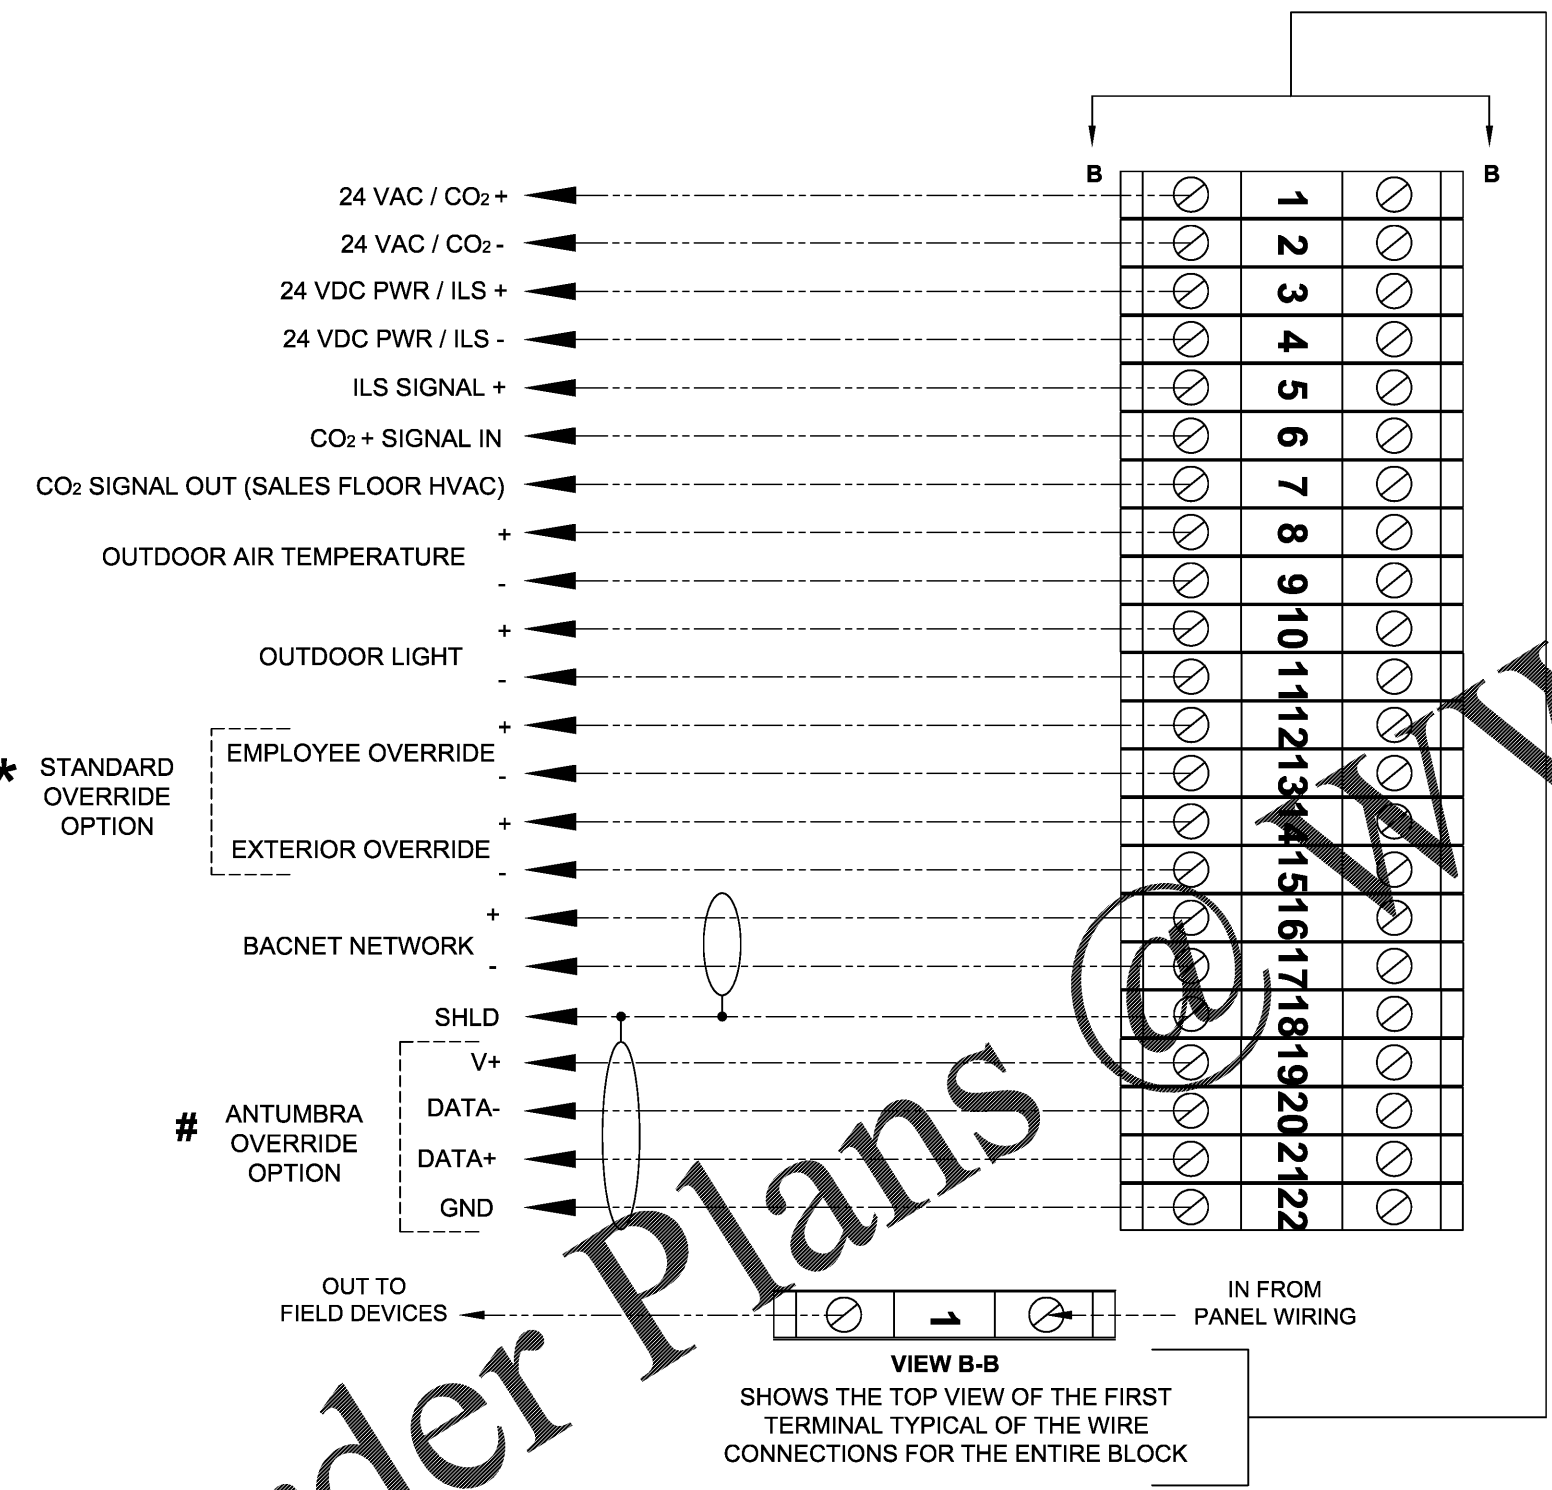 B B
24 VAC / CO2 + 1
24 VAC / CO2 - 2
24 VDC PWR / ILS + 3
24 VDC PWR / ILS - 4
ILS SIGNAL + 5
CO2 + SIGNAL IN 6
CO2 SIGNAL OUT (SALES FLOOR HVAC) 7
+ 8
OUTDOOR AIR TEMPERATURE
- 9
+ 10
OUTDOOR LIGHT
- 11
+ 12
EMPLOYEE OVERRIDE
- 13
* STANDARD
OVERRIDE
OPTION
+ 14
EXTERIOR OVERRIDE
- 15
+ 16
BACNET NETWORK
- 17
SHLD 18
V+ 19
DATA- 20
# ANTUMBRA
OVERRIDE
OPTION
DATA+ 21
GND 22
OUT TO
FIELD DEVICES
1
IN FROM
PANEL WIRING
VIEW B-B
SHOWS THE TOP VIEW OF THE FIRST
TERMINAL TYPICAL OF THE WIRE
CONNECTIONS FOR THE ENTIRE BLOCK
der Plans @ w